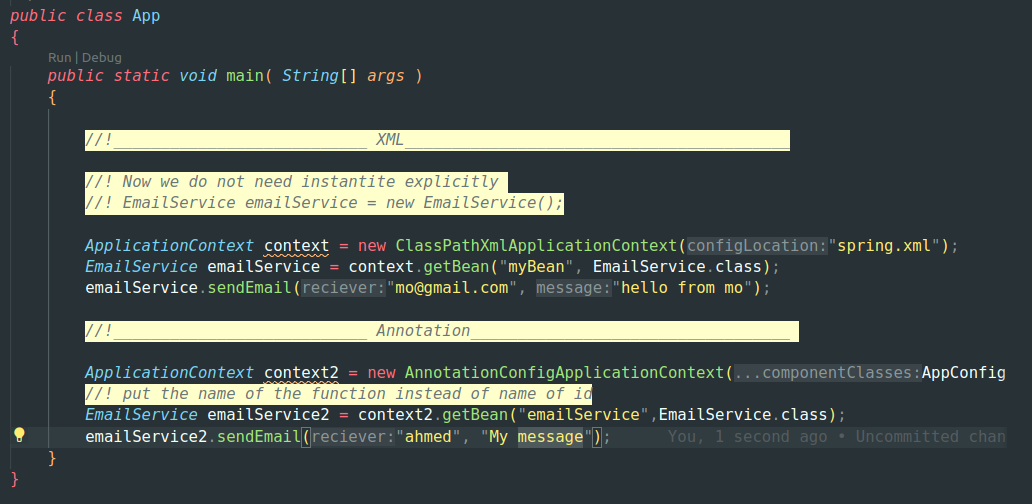 public class App
{
Run | Debug
public static void main( String[] args )
{
//!___________________________ XML_________________________________________
//! Now we do not need instantite explicitly
//! EmailService emailService = new EmailService();
ApplicationContext context = new ClassPathXmlApplicationContext(configLocation:"spring.xml");
EmailService emailService = context.getBean("myBean", EmailService.class);
emailService.sendEmail(reciever:"mo@gmail.com", message:"hello from mo");
//!___________________________ Annotation__________________________________
ApplicationContext context2 = new AnnotationConfigApplicationContext(...componentClasses:AppConfig
//! put the name of the function instead of name of id
EmailService emailService2 = context2.getBean("emailService",EmailService.class);
emailService2.sendEmail(reciever:"ahmed", "My message"); You, 1 second ago • Uncommitted chan
}
}